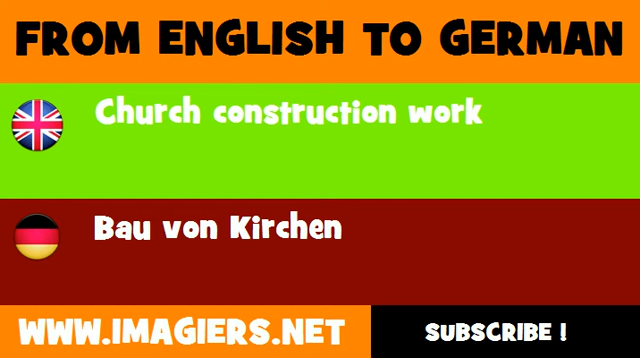 FROM ENGLISH TO GERMAN
Church construction work
Bau von Kirchen
WWW.IMAGIERS.NET
SUBSCRIBE !